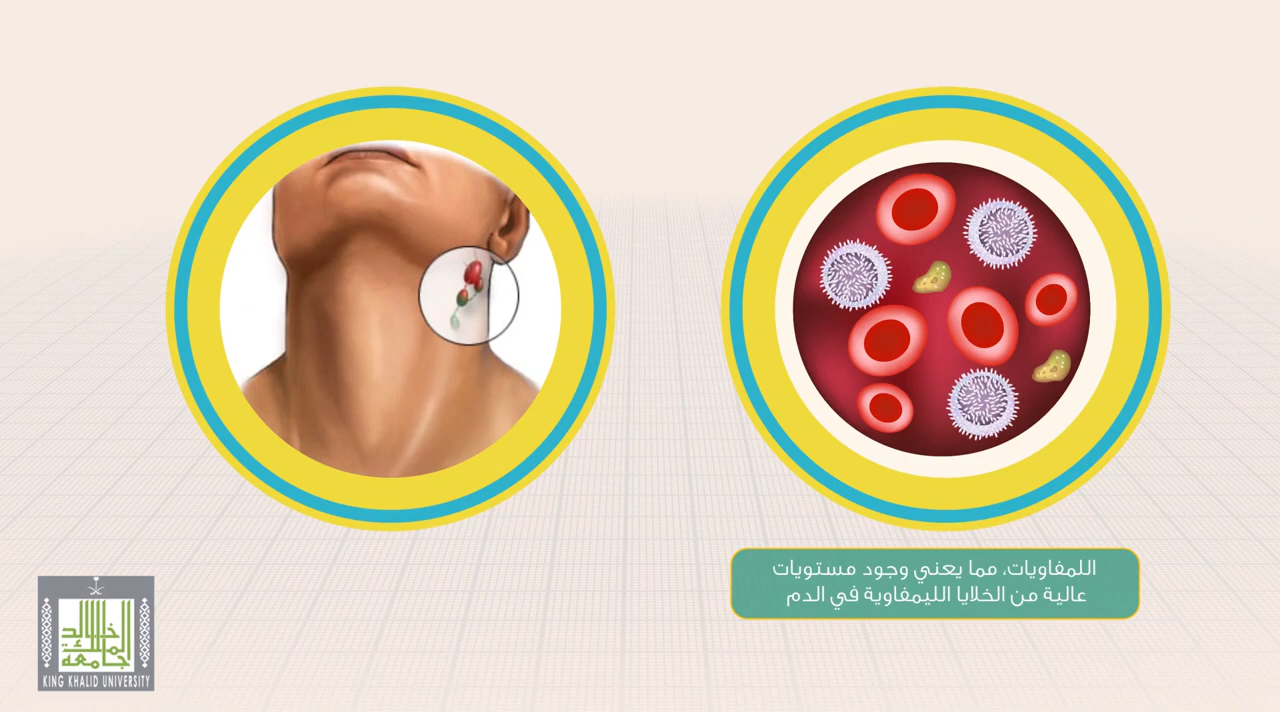 اللمفاويات، مما يعني وجود مستويات
عالية من الخلايا الليمفاوية في الدم
جامعة الملك خالد
KING KHALID UNIVERSITY